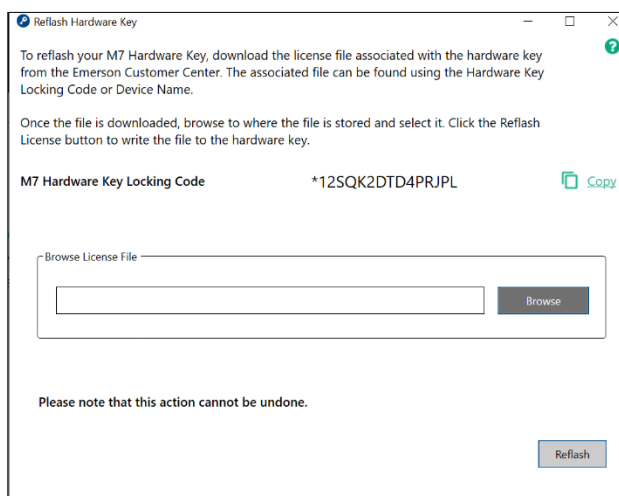 Reflash Hardware Key
To reflash your M7 Hardware Key, download the license file associated with the hardware key
from the Emerson Customer Center. The associated file can be found using the Hardware Key
Locking Code or Device Name.
Once the file is downloaded, browse to where the file is stored and select it. Click the Reflash
License button to write the file to the hardware key.
M7 Hardware Key Locking Code *12SQK2DTD4PRJPL Copy
Browse License File
Browse
Please note that this action cannot be undone.
Reflash